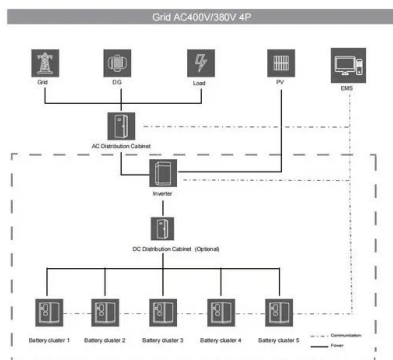 Grid AC400V/380V 4P
Grid
DG
Load
PV
EMS
AC Distribution Cabinet
Inverter
DC Distribution Cabinet (Optional)
Battery cluster 1
Battery cluster 2
Battery cluster 3
Battery cluster 4
Battery cluster 5
Communication
Power